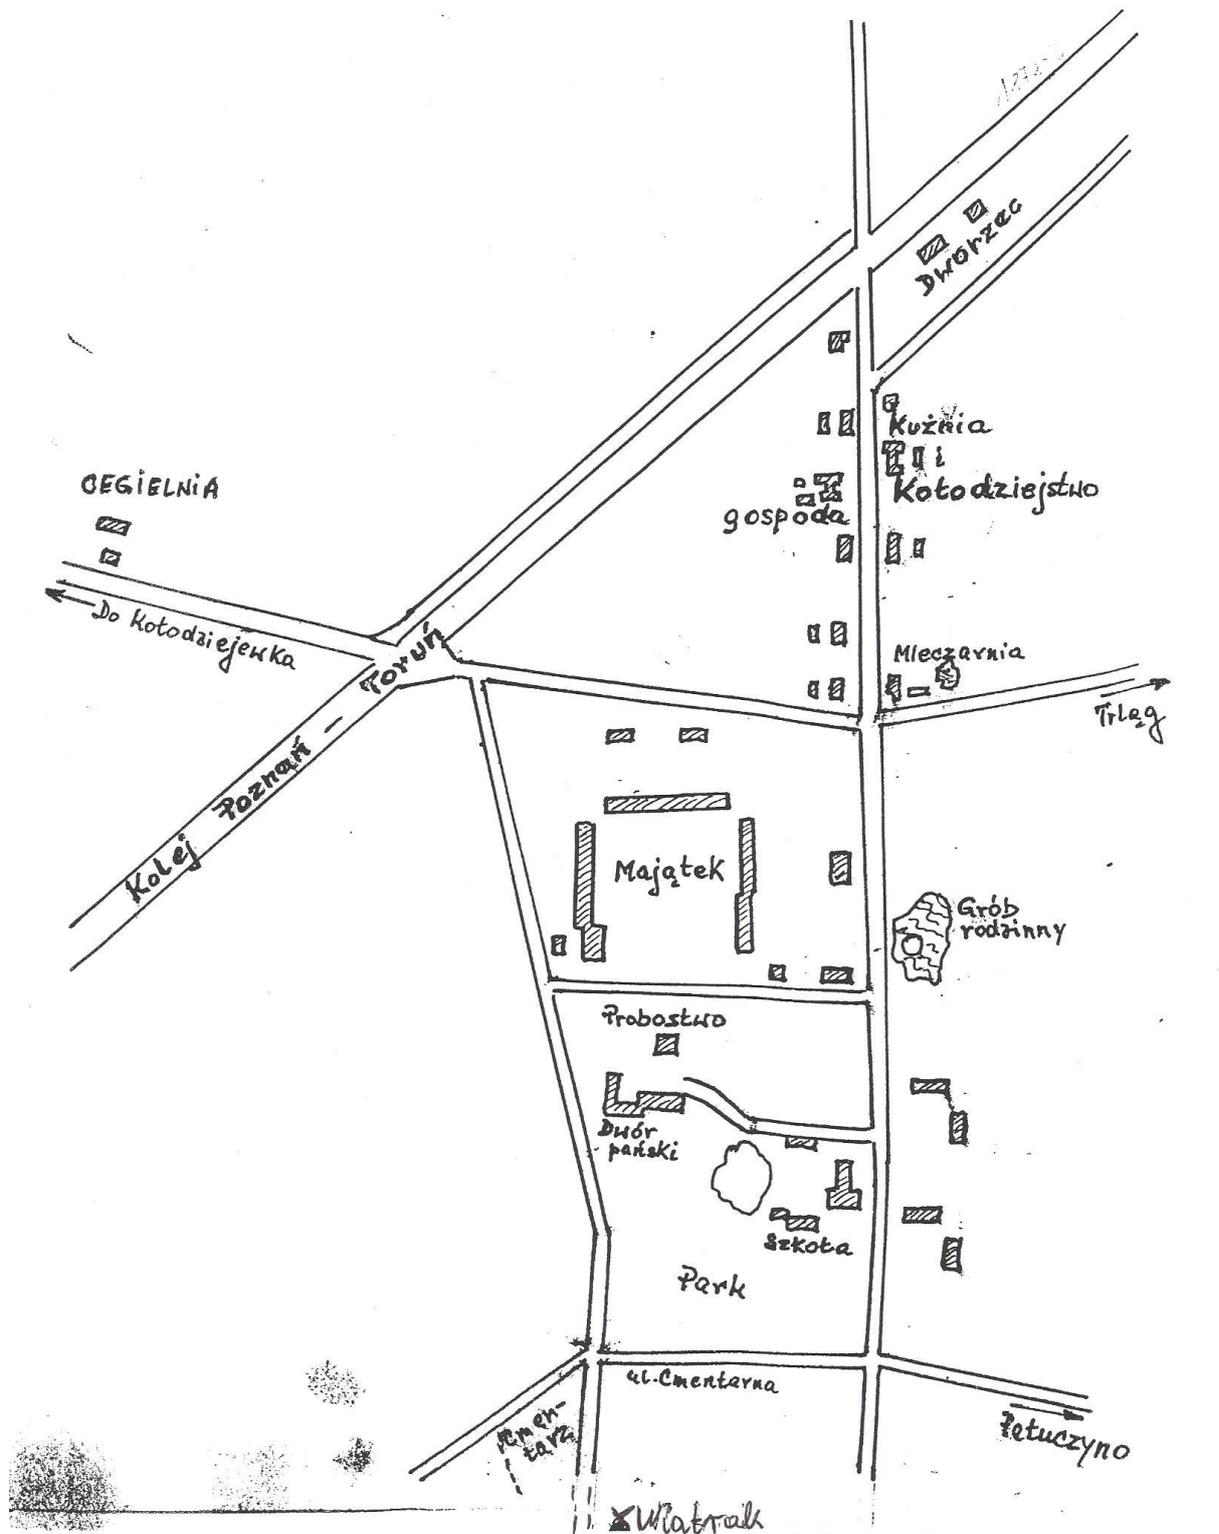 Dworzec
Kuźnia
i
Kołodziejstwo
gospoda
CEGIELNIA
Do Kołodziejewka
Kolej Poznań – Toruń
Mleczarnia
Trląg
Majątek
Grób
rodzinny
Probostwo
Dwór
pański
Szkoła
Park
ul. Cmentarna
Cmen-
tarz
Pętuczyno
Wiatrak